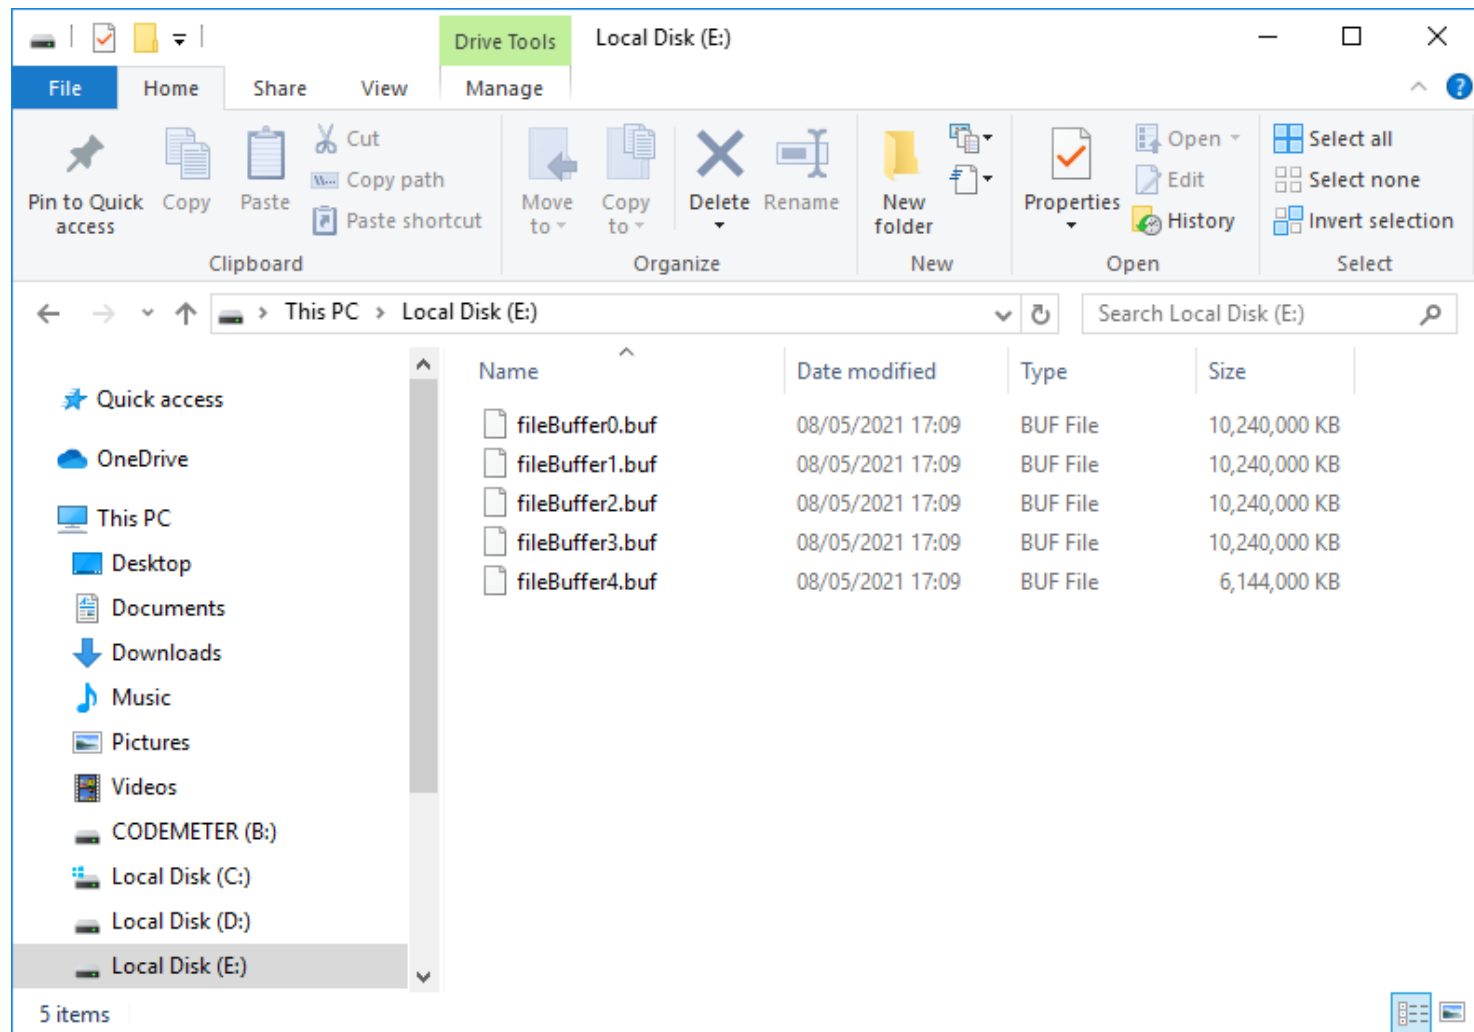 Drive Tools Local Disk (E:)
File Home Share View Manage
Pin to Quick access
Copy
Paste
Cut
Copy path
Paste shortcut
Move to
Copy to
Delete
Rename
New folder
Properties
Open
Edit
History
Select all
Select none
Invert selection
Clipboard Organize New Open Select
This PC > Local Disk (E:)
Search Local Disk (E:)
Quick access
OneDrive
This PC
Desktop
Documents
Downloads
Music
Pictures
Videos
CODEMETER (B:)
Local Disk (C:)
Local Disk (D:)
Local Disk (E:)
Name Date modified Type Size
fileBuffer0.buf 08/05/2021 17:09 BUF File 10,240,000 KB
fileBuffer1.buf 08/05/2021 17:09 BUF File 10,240,000 KB
fileBuffer2.buf 08/05/2021 17:09 BUF File 10,240,000 KB
fileBuffer3.buf 08/05/2021 17:09 BUF File 10,240,000 KB
fileBuffer4.buf 08/05/2021 17:09 BUF File 6,144,000 KB
5 items